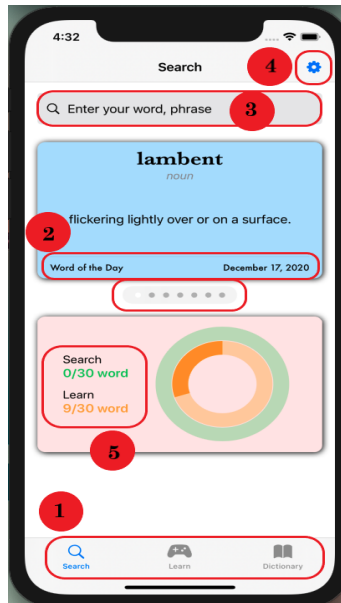 4:32
Search
4
Enter your word, phrase
3
lambent
noun
flickering lightly over or on a surface.
2
Word of the Day December 17, 2020
Search
0/30 word
Learn
9/30 word
5
1
Search Learn Dictionary